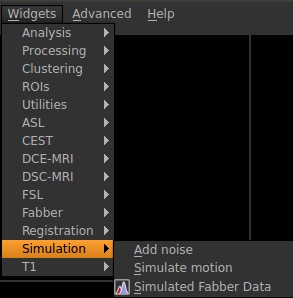 Widgets Advanced Help
Analysis
Processing
Clustering
ROIs
Utilities
ASL
CEST
DCE-MRI
DSC-MRI
FSL
Fabber
Registration
Simulation
T1
Add noise
Simulate motion
Simulated Fabber Data